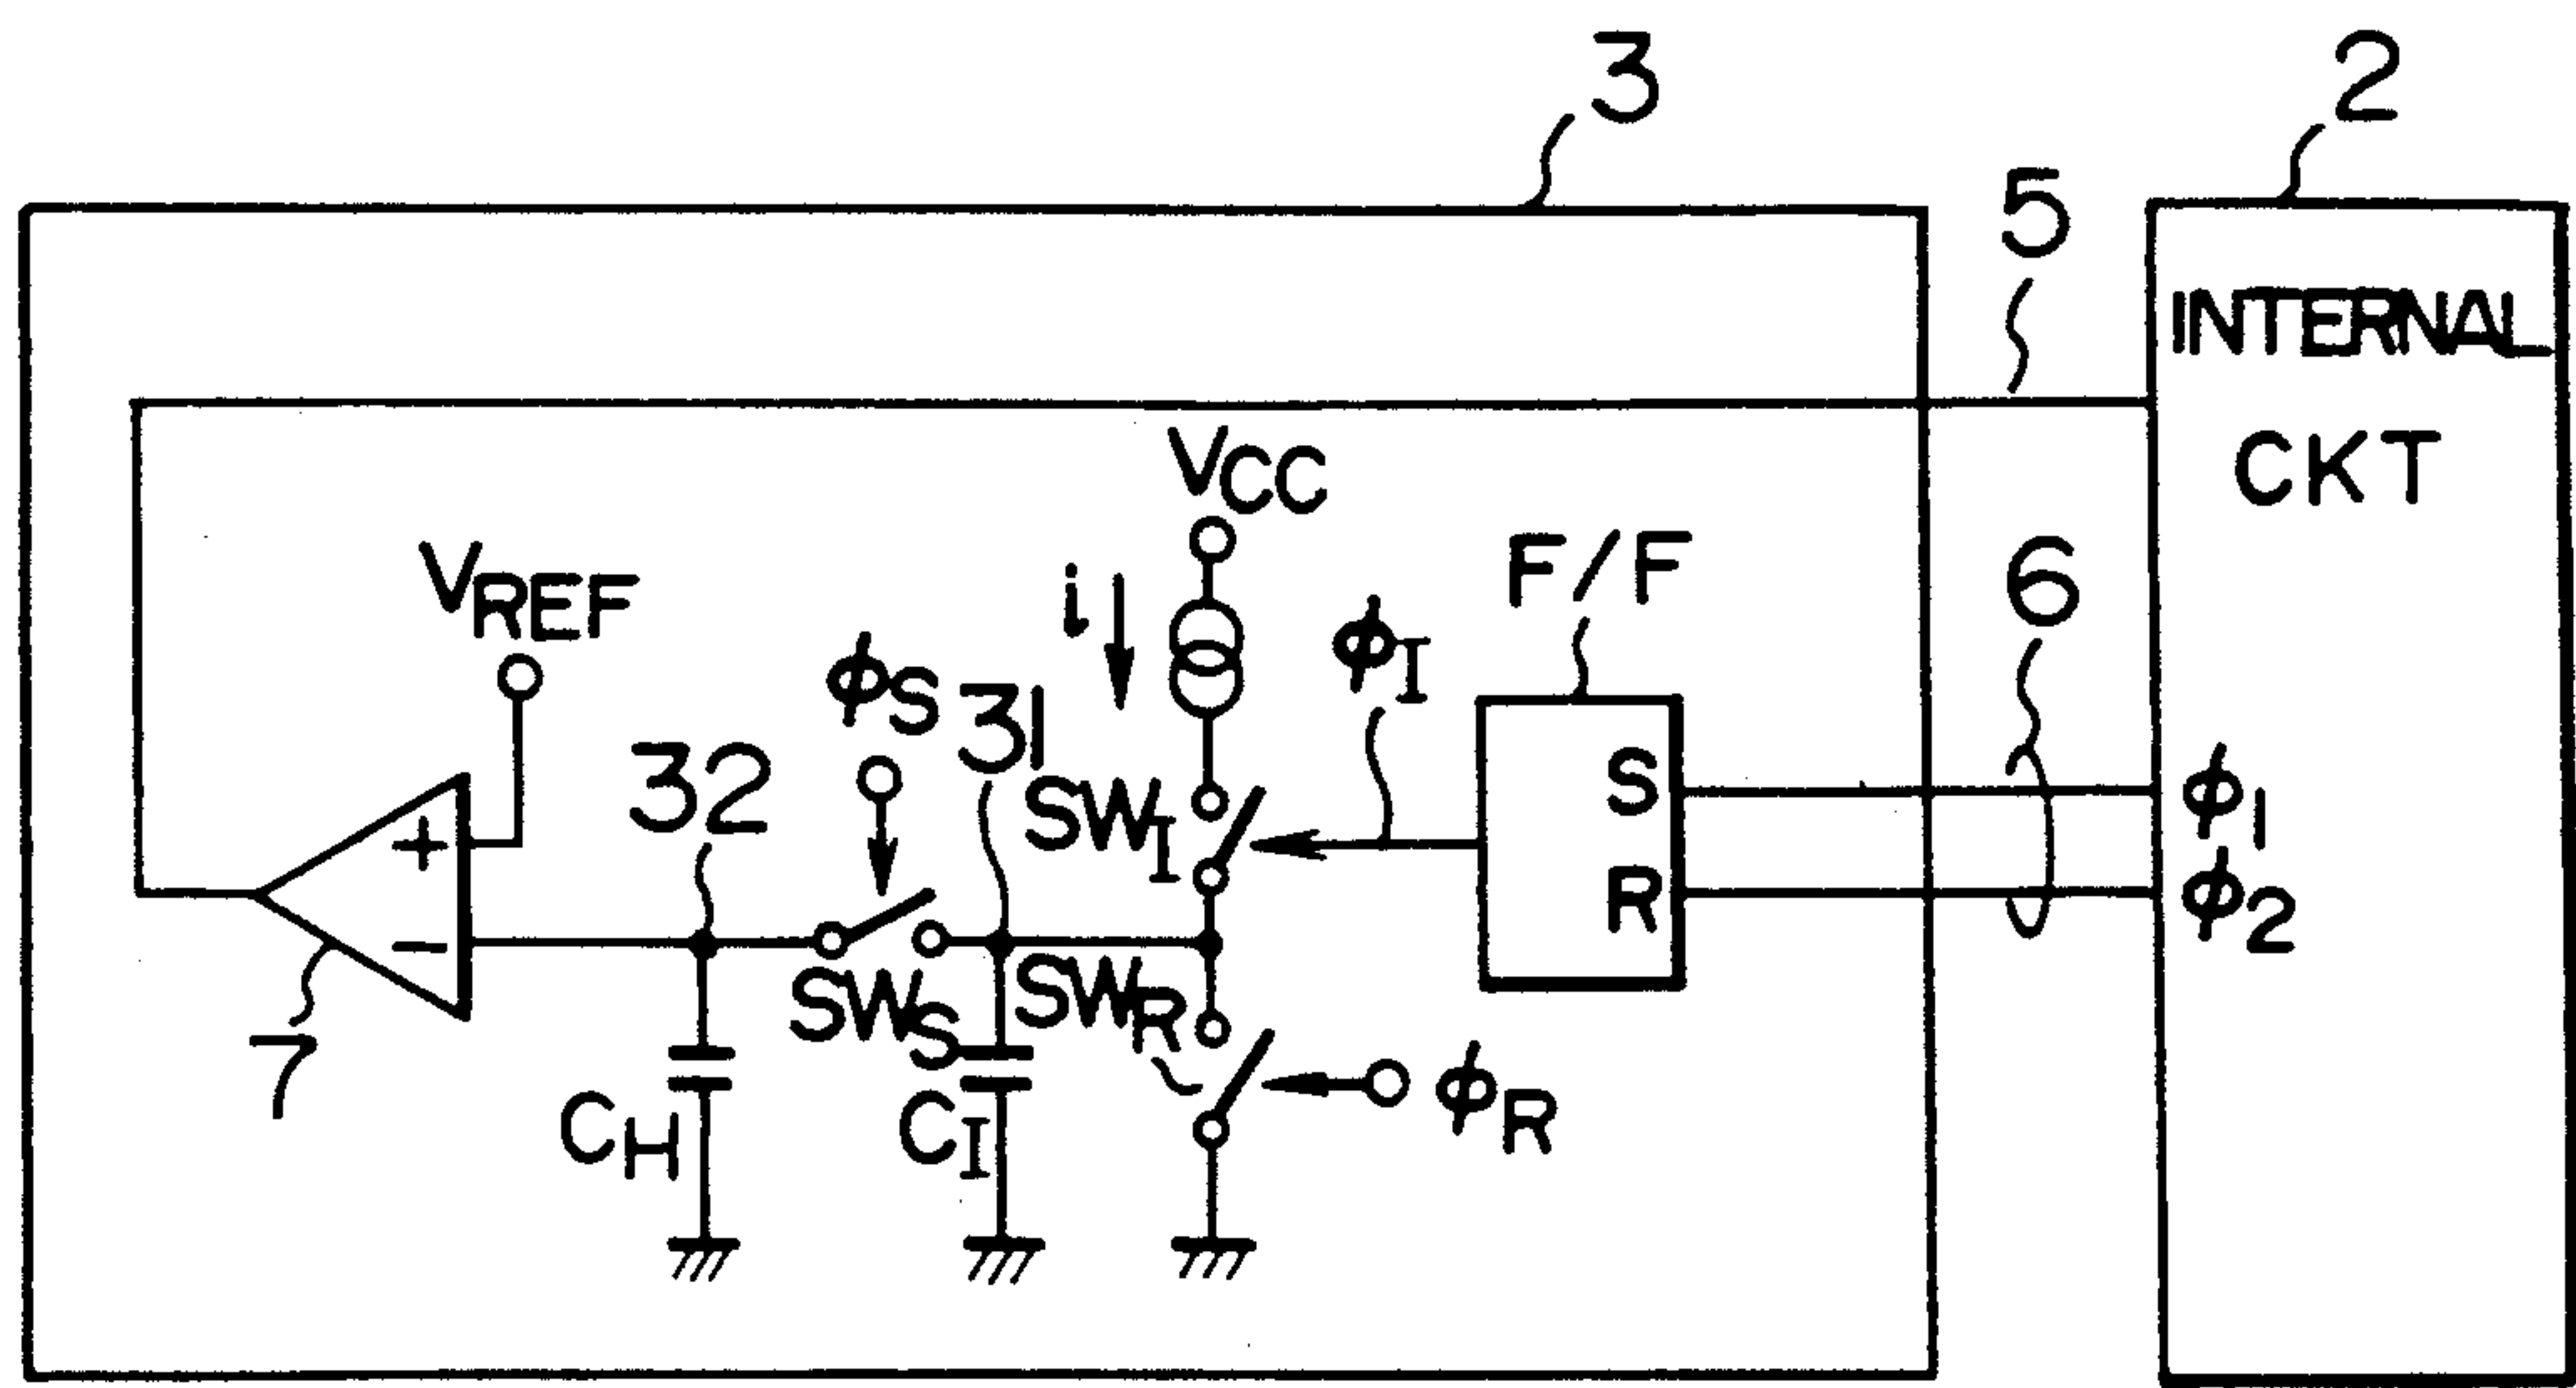 3
2
5
INTERNAL
CKT
VCC
VREF
i
F/F
6
φS
φI
32
31
SWI
S
φ1
+
R
φ2
−
SWS
SWR
7
CH
CI
φR